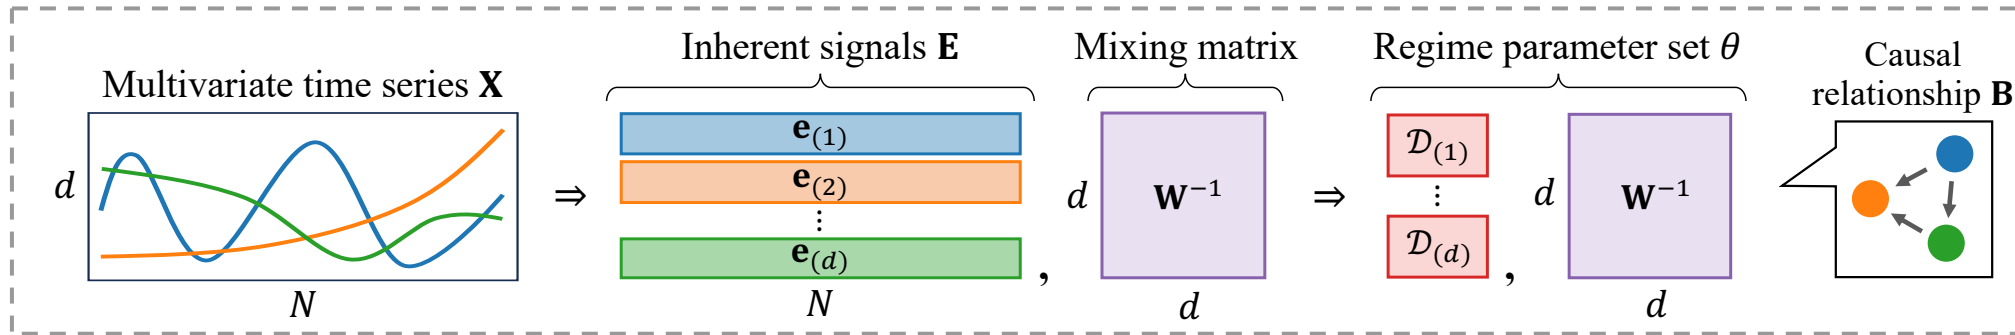 Multivariate time series X
d
N
⇒
Inherent signals E
e(1)
e(2)
⋮
e(d)
N
,
Mixing matrix
d
W⁻¹
d
⇒
Regime parameter set θ
𝒟(1)
⋮
𝒟(d)
,
d
W⁻¹
d
Causal
relationship B